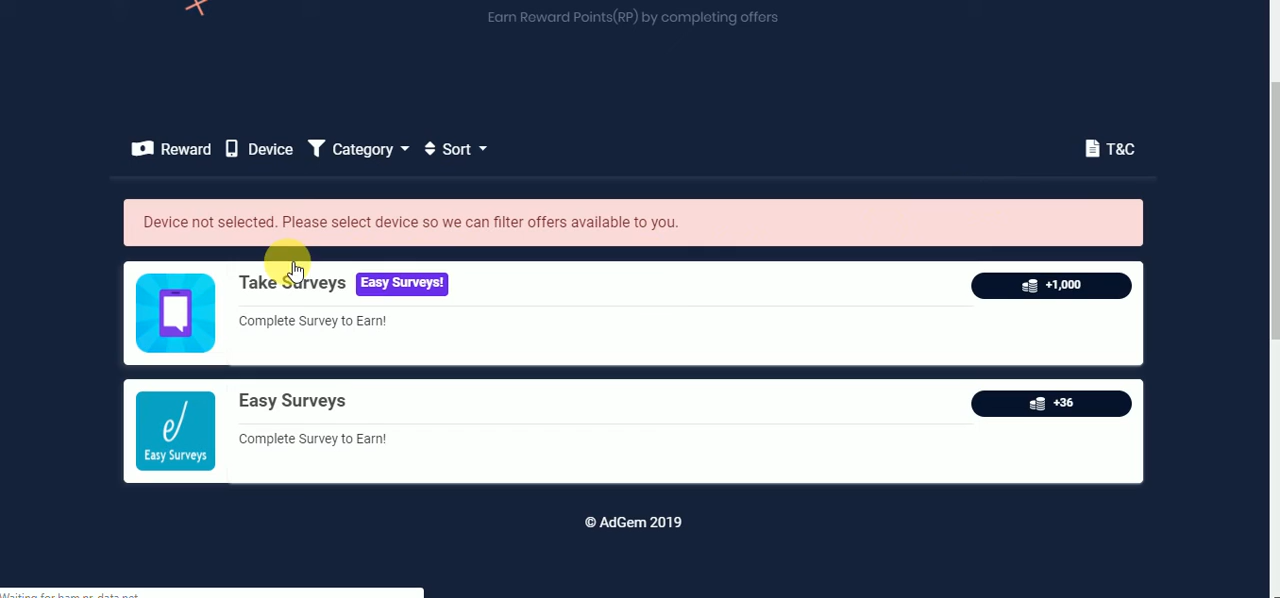 Earn Reward Points(RP) by completing offers
Reward Device Category Sort T&C
Device not selected. Please select device so we can filter offers available to you.
Take Surveys Easy Surveys! +1,000
Complete Survey to Earn!
Easy Surveys +36
Complete Survey to Earn!
Easy Surveys
© AdGem 2019